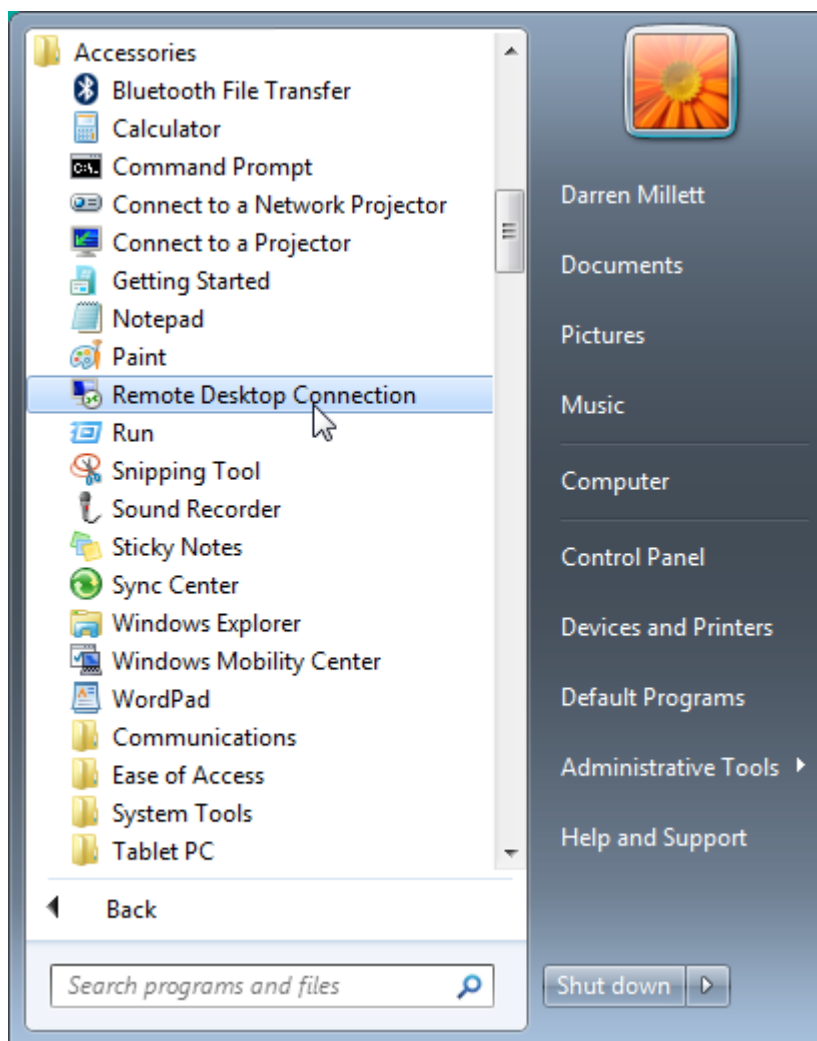 Accessories
Bluetooth File Transfer
Calculator
Command Prompt
Connect to a Network Projector
Connect to a Projector
Getting Started
Notepad
Paint
Remote Desktop Connection
Run
Snipping Tool
Sound Recorder
Sticky Notes
Sync Center
Windows Explorer
Windows Mobility Center
WordPad
Communications
Ease of Access
System Tools
Tablet PC
Back
Search programs and files
Darren Millett
Documents
Pictures
Music
Computer
Control Panel
Devices and Printers
Default Programs
Administrative Tools
Help and Support
Shut down